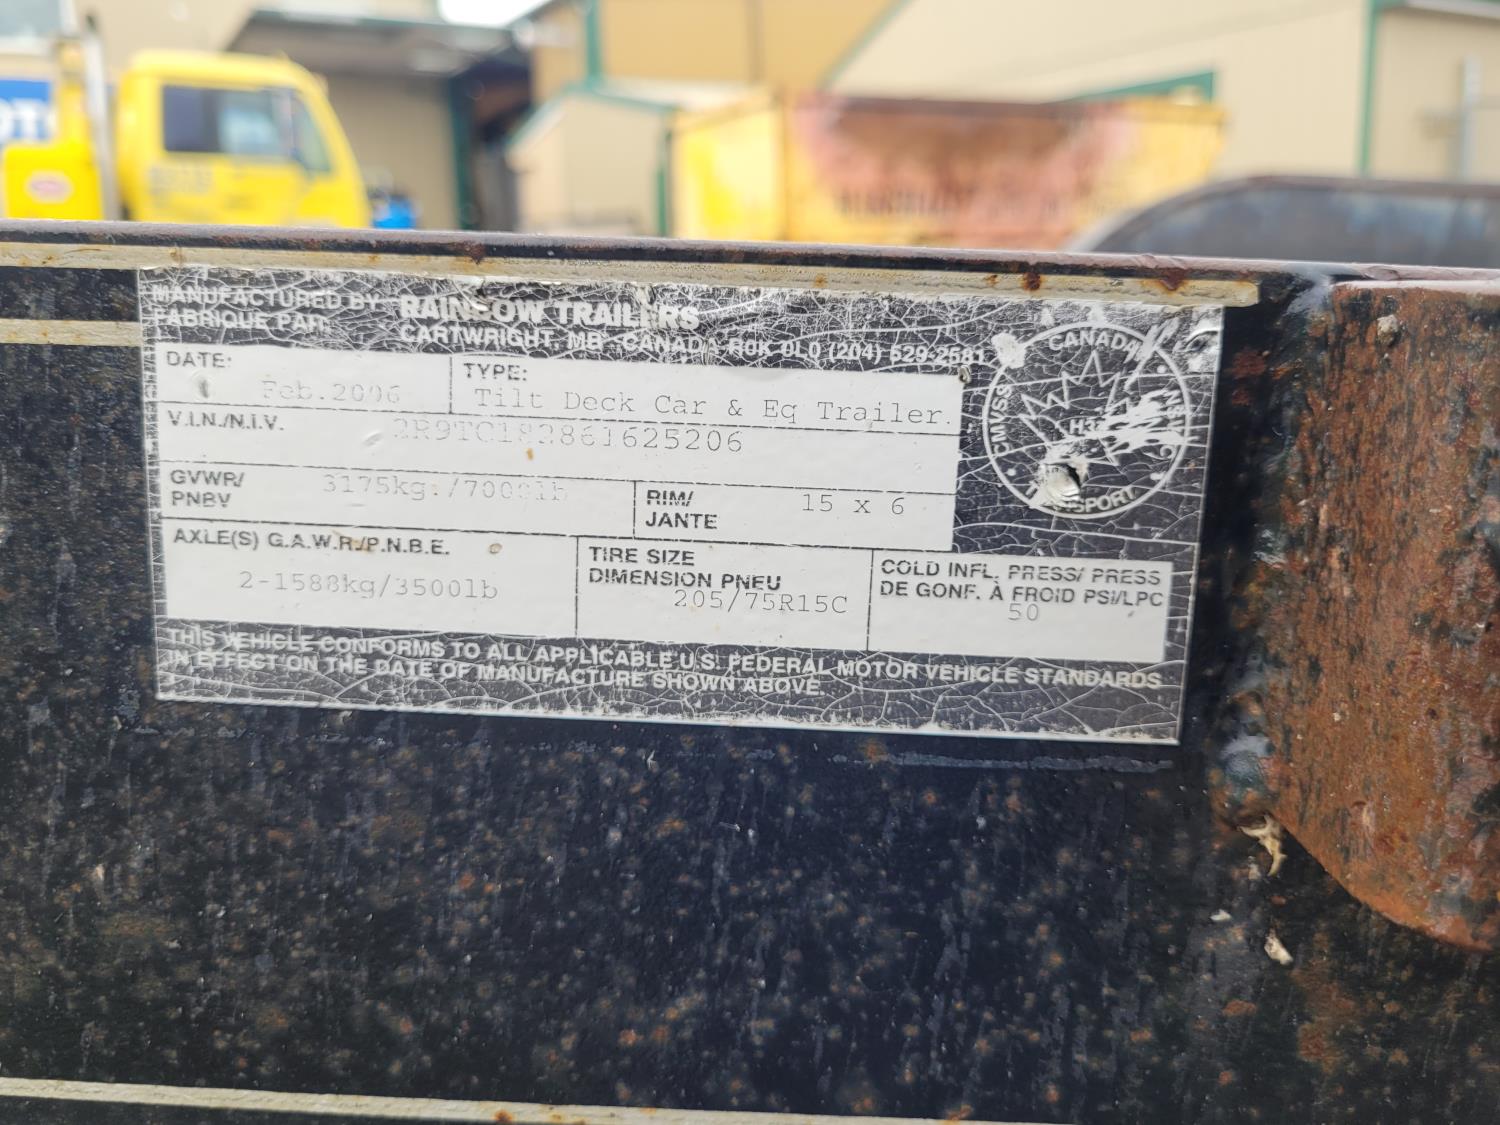 MANUFACTURED BY RAINBOW TRAILERS
FABRIQUE PAR:
CARTWRIGHT, MB CANADA R0K 0L0 (204) 529-2581
DATE:
Feb.2006
TYPE:
Tilt Deck Car & Eq Trailer.
V.I.N./N.I.V.
2R9TC182861625206
GVWR/
PNBV
3175kg./7000lb
RIM/
JANTE
15 x 6
AXLE(S) G.A.W.R./P.N.B.E.
2-1588kg/3500lb
TIRE SIZE
DIMENSION PNEU
205/75R15C
COLD INFL. PRESS/ PRESS
DE GONF. À FROID PSI/LPC
50
THIS VEHICLE CONFORMS TO ALL APPLICABLE U.S. FEDERAL MOTOR VEHICLE STANDARDS
IN EFFECT ON THE DATE OF MANUFACTURE SHOWN ABOVE.
CANADA
CMVSS